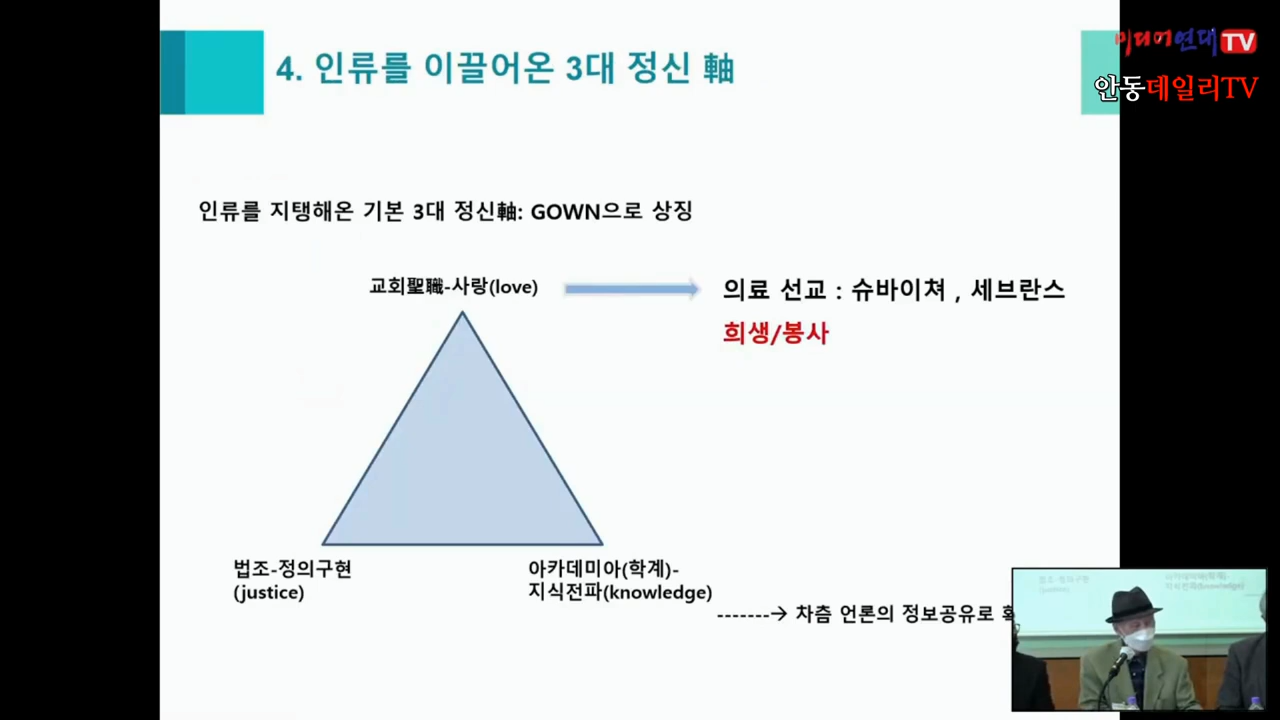 4. 인류를 이끌어온 3대 정신 軸
미디어연대TV
안동데일리TV
인류를 지탱해온 기본 3대 정신軸: GOWN으로 상징
교회聖職-사랑(love)
의료 선교 : 슈바이쳐 , 세브란스
희생/봉사
법조-정의구현
(justice)
아카데미아(학계)-
지식전파(knowledge)
-------→ 차츰 언론의 정보공유로